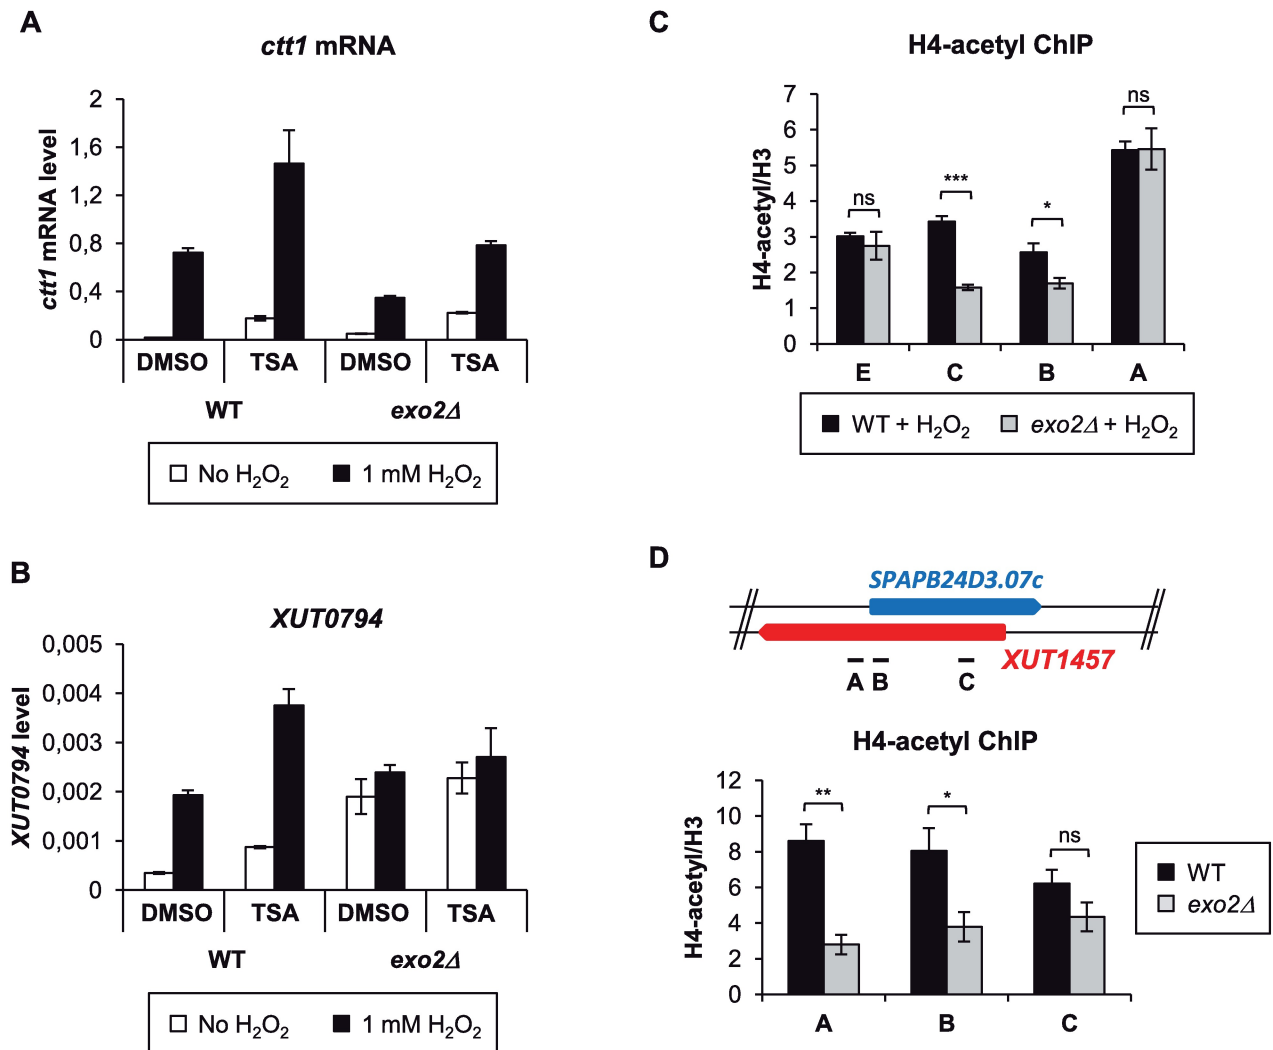 A
ctt1 mRNA
ctt1 mRNA level
2
1,6
1,2
0,8
0,4
0
DMSO TSA DMSO TSA
WT exo2Δ
No H₂O₂ 1 mM H₂O₂
B
XUT0794
XUT0794 level
0,005
0,004
0,003
0,002
0,001
0
DMSO TSA DMSO TSA
WT exo2Δ
No H₂O₂ 1 mM H₂O₂
C
H4-acetyl ChIP
H4-acetyl/H3
7
6
5
4
3
2
1
0
ns *** * ns
E C B A
WT + H₂O₂ exo2Δ + H₂O₂
D
SPAPB24D3.07c
XUT1457
A B C
H4-acetyl ChIP
H4-acetyl/H3
12
10
8
6
4
2
0
** * ns
A B C
WT
exo2Δ